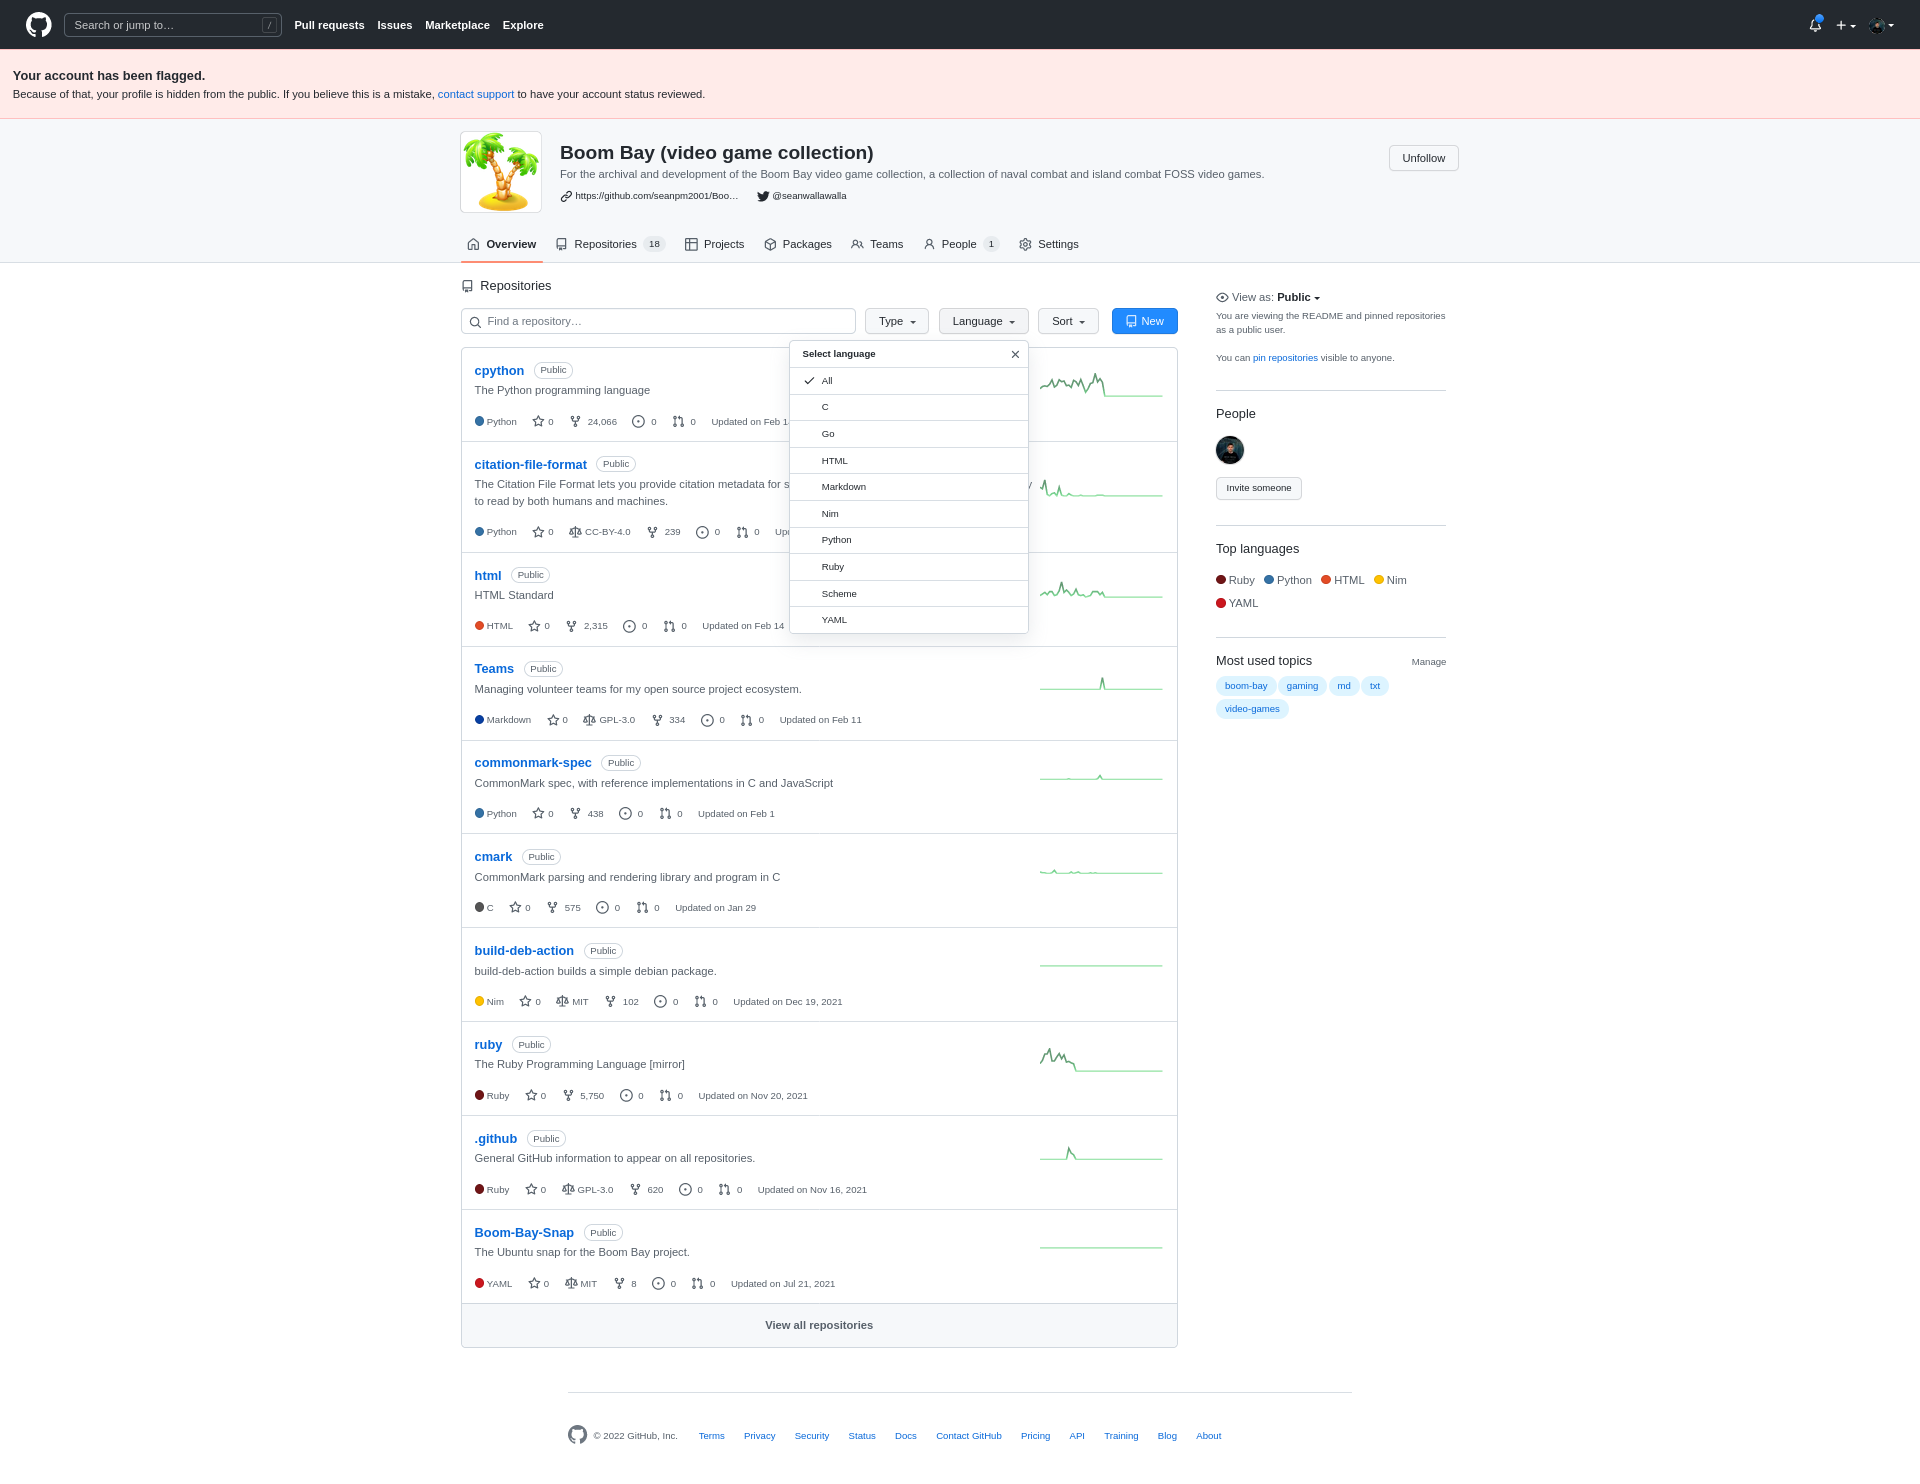 Search or jump to…
/
Pull requests Issues Marketplace Explore
Your account has been flagged.
Because of that, your profile is hidden from the public. If you believe this is a mistake, contact support to have your account status reviewed.
Boom Bay (video game collection)
For the archival and development of the Boom Bay video game collection, a collection of naval combat and island combat FOSS video games.
https://github.com/seanpm2001/Boo… @seanwallawalla
Unfollow
Overview Repositories 18 Projects Packages Teams People 1 Settings
Repositories
Find a repository…
Type Language Sort New
Select language
All
C
Go
HTML
Markdown
Nim
Python
Ruby
Scheme
YAML
cpython Public
The Python programming language
Python 0 24,066 0 0 Updated on Feb
citation-file-format Public
The Citation File Format lets you provide citation metadata for
to read by both humans and machines.
Python 0 CC-BY-4.0 239 0 0
html Public
HTML Standard
HTML 0 2,315 0 0 Updated on Feb 14
Teams Public
Managing volunteer teams for my open source project ecosystem.
Markdown 0 GPL-3.0 334 0 0 Updated on Feb 11
commonmark-spec Public
CommonMark spec, with reference implementations in C and JavaScript
Python 0 438 0 0 Updated on Feb 1
cmark Public
CommonMark parsing and rendering library and program in C
C 0 575 0 0 Updated on Jan 29
build-deb-action Public
build-deb-action builds a simple debian package.
Nim 0 MIT 102 0 0 Updated on Dec 19, 2021
ruby Public
The Ruby Programming Language [mirror]
Ruby 0 5,750 0 0 Updated on Nov 20, 2021
.github Public
General GitHub information to appear on all repositories.
Ruby 0 GPL-3.0 620 0 0 Updated on Nov 16, 2021
Boom-Bay-Snap Public
The Ubuntu snap for the Boom Bay project.
YAML 0 MIT 8 0 0 Updated on Jul 21, 2021
View all repositories
View as: Public
You are viewing the README and pinned repositories
as a public user.
You can pin repositories visible to anyone.
People
Invite someone
Top languages
Ruby Python HTML Nim
YAML
Most used topics Manage
boom-bay gaming md txt
video-games
© 2022 GitHub, Inc. Terms Privacy Security Status Docs Contact GitHub Pricing API Training Blog About